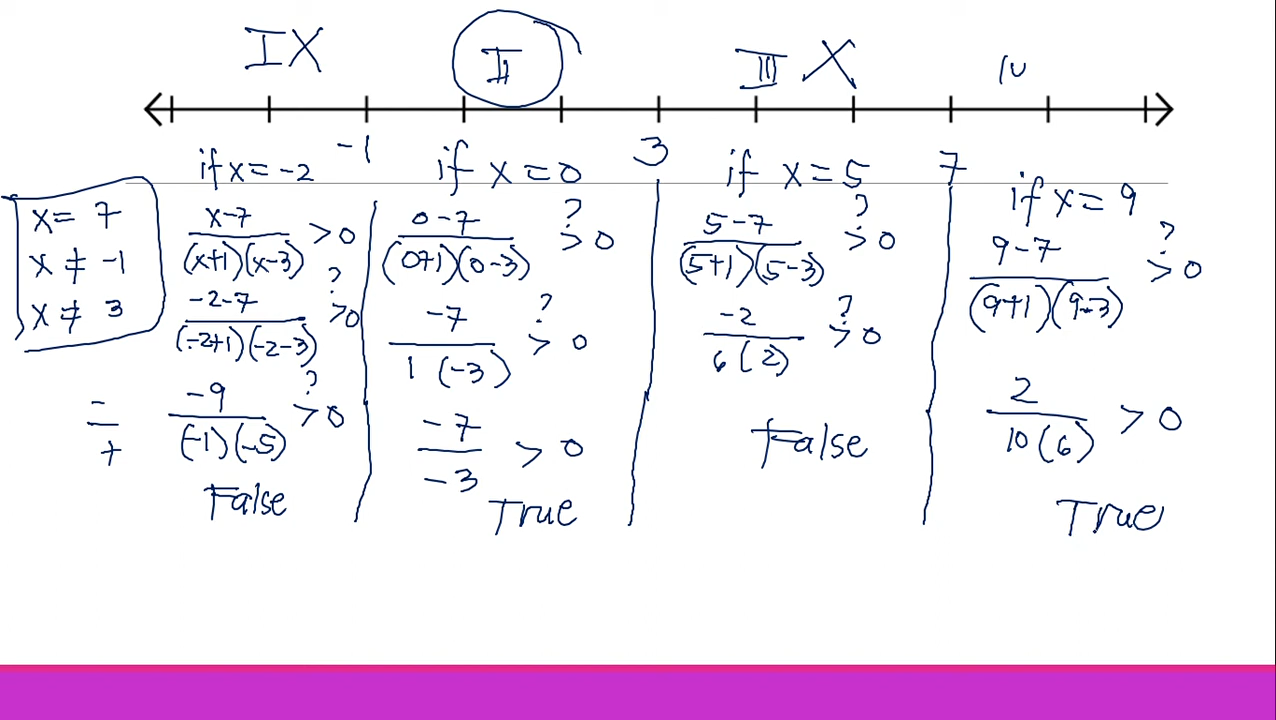 I X II III X IV
-1 3 7
x = 7
x ≠ -1
x ≠ 3
if x = -2
x-7/(x+1)(x-3) > 0
-2-7/(-2+1)(-2-3) ?> 0
-/+ -9/(-1)(-5) ?> 0
False
if x = 0
0-7/(0+1)(0-3) ?> 0
-7/1(-3) ?> 0
-7/-3 > 0
True
if x = 5
5-7/(5+1)(5-3) ?> 0
-2/6(2) ?> 0
False
if x = 9
9-7/(9+1)(9-3) ?> 0
2/10(6) > 0
True